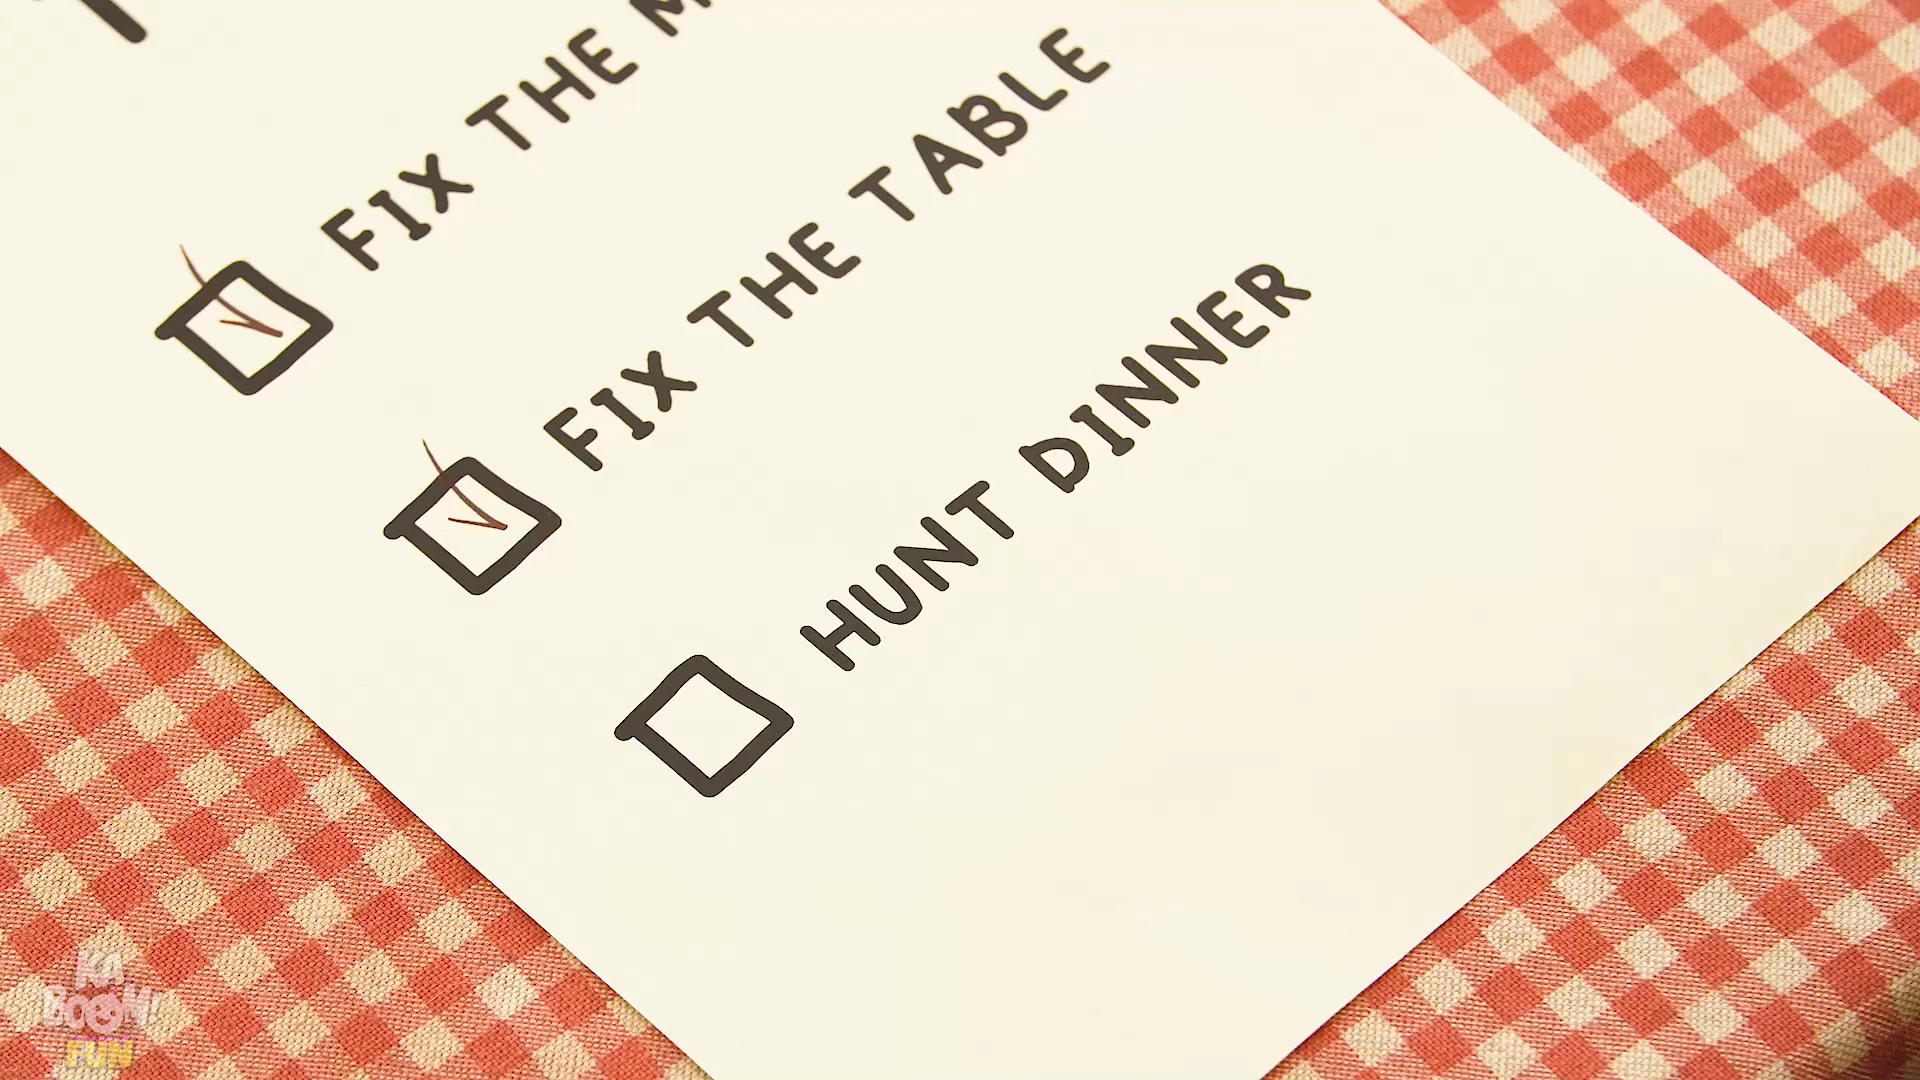 FIX THE
FIX THE TABLE
HUNT DINNER
KA
BOOM!
FUN